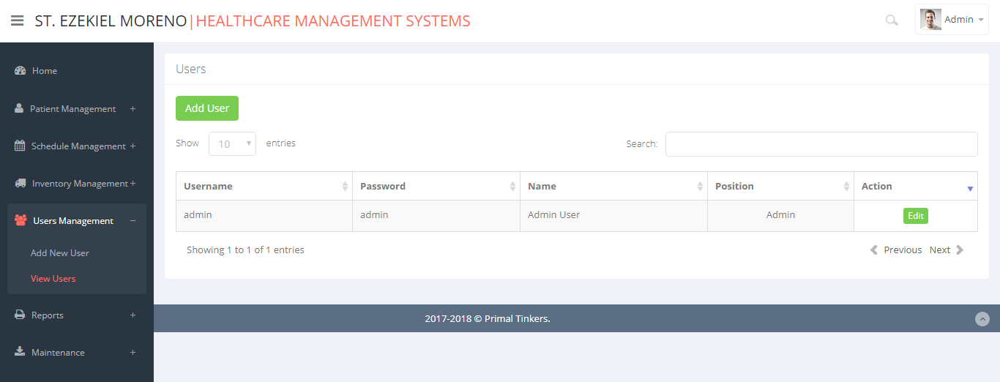 ST. EZEKIEL MORENO|HEALTHCARE MANAGEMENT SYSTEMS
Admin
Home
Patient Management +
Schedule Management +
Inventory Management +
Users Management −
Add New User
View Users
Reports +
Maintenance +
Users
Add User
Show 10 entries
Search:
Username Password Name Position Action
admin admin Admin User Admin Edit
Showing 1 to 1 of 1 entries
Previous Next
2017-2018 © Primal Tinkers.